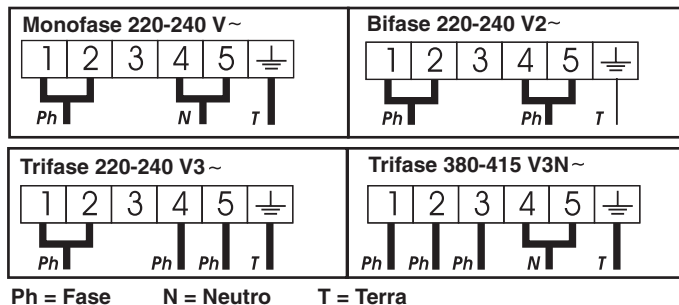 Monofase 220-240 V~
1 2 3 4 5
Ph N T
Bifase 220-240 V2~
1 2 3 4 5
Ph Ph T
Trifase 220-240 V3~
1 2 3 4 5
Ph Ph Ph T
Trifase 380-415 V3N~
1 2 3 4 5
Ph Ph Ph N T
Ph = Fase N = Neutro T = Terra